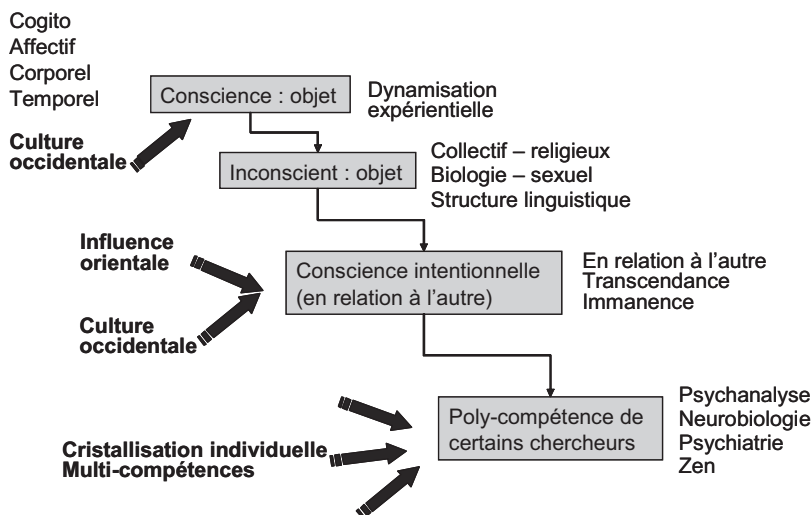 Cogito
Affectif
Corporel
Temporel
Conscience : objet
Dynamisation
expérientielle
Culture
occidentale
Inconscient : objet
Collectif – religieux
Biologie – sexuel
Structure linguistique
Influence
orientale
Conscience intentionnelle
(en relation à l'autre)
En relation à l'autre
Transcendance
Immanence
Culture
occidentale
Poly-compétence de
certains chercheurs
Psychanalyse
Neurobiologie
Psychiatrie
Zen
Cristallisation individuelle
Multi-compétences